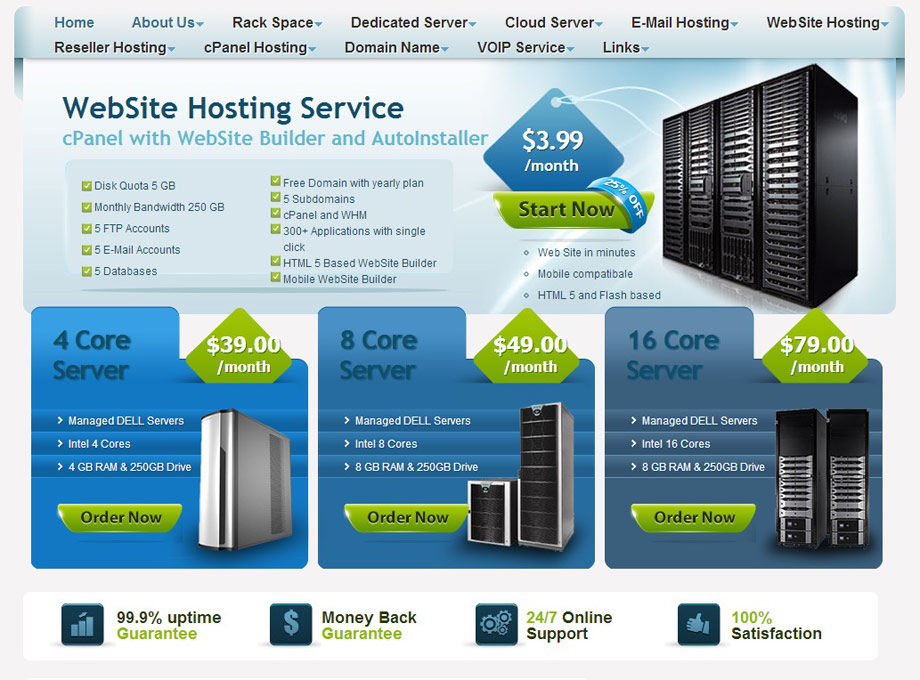 Home About Us Rack Space Dedicated Server Cloud Server E-Mail Hosting WebSite Hosting
Reseller Hosting cPanel Hosting Domain Name VOIP Service Links
WebSite Hosting Service
cPanel with WebSite Builder and AutoInstaller
Disk Quota 5 GB
Monthly Bandwidth 250 GB
5 FTP Accounts
5 E-Mail Accounts
5 Databases
Free Domain with yearly plan
5 Subdomains
cPanel and WHM
300+ Applications with single
click
HTML 5 Based WebSite Builder
Mobile WebSite Builder
$3.99
/month
25% OFF
Start Now
Web Site in minutes
Mobile compatibale
HTML 5 and Flash based
4 Core
Server
$39.00
/month
Managed DELL Servers
Intel 4 Cores
4 GB RAM & 250GB Drive
Order Now
8 Core
Server
$49.00
/month
Managed DELL Servers
Intel 8 Cores
8 GB RAM & 250GB Drive
Order Now
16 Core
Server
$79.00
/month
Managed DELL Servers
Intel 16 Cores
8 GB RAM & 250GB Drive
Order Now
99.9% uptime
Guarantee
Money Back
Guarantee
24/7 Online
Support
100%
Satisfaction